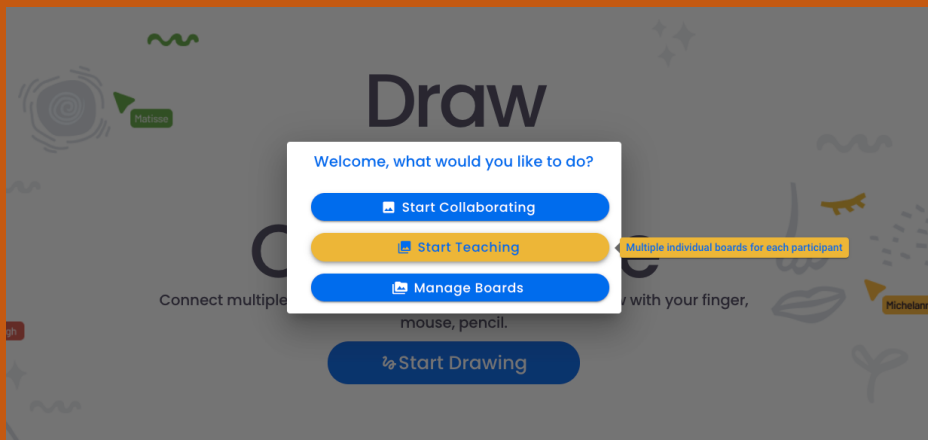 Draw
Matisse
Welcome, what would you like to do?
Start Collaborating
Start Teaching
Multiple individual boards for each participant
Manage Boards
Connect multiple
with your finger,
mouse, pencil.
Start Drawing